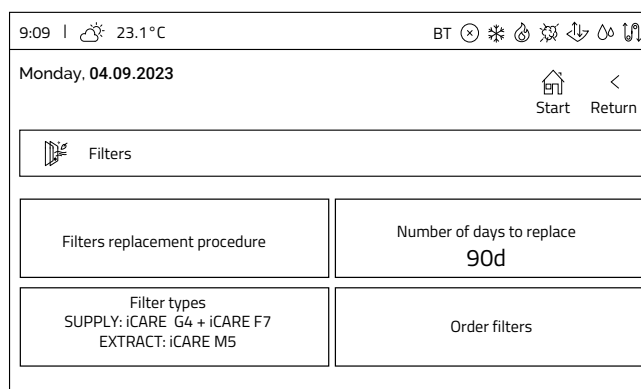 9:09 | 23.1°C BT
Monday, 04.09.2023
Start Return
Filters
Filters replacement procedure
Number of days to replace
90d
Filter types
SUPPLY: iCARE G4 + iCARE F7
EXTRACT: iCARE M5
Order filters